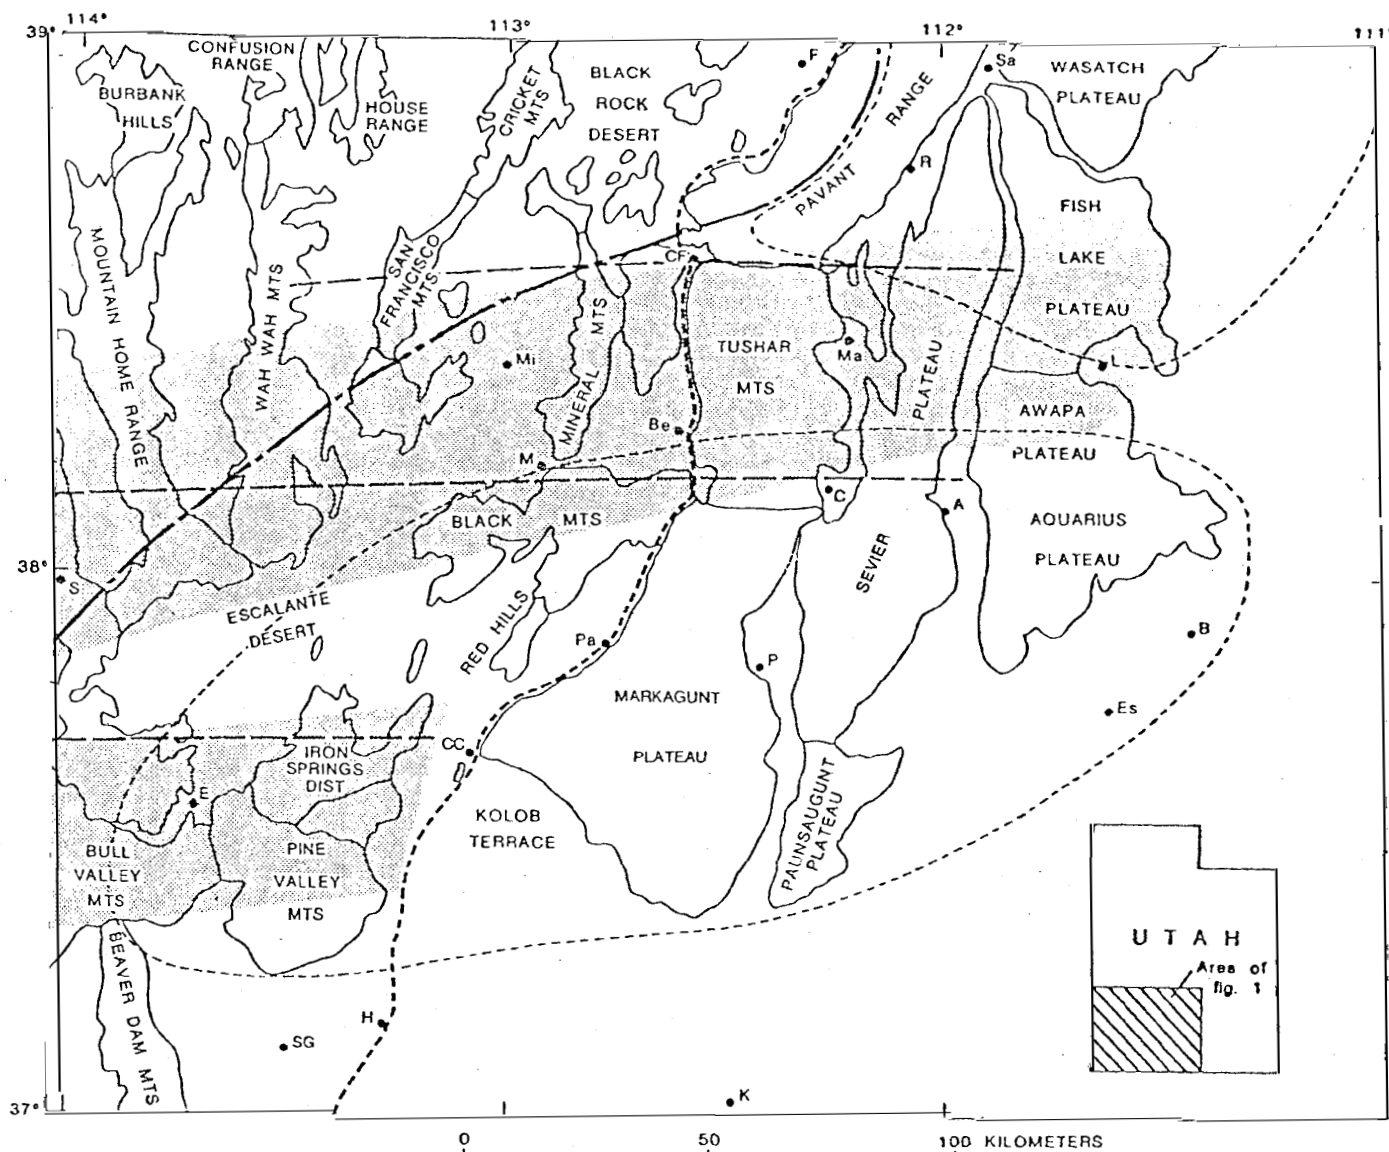 114°
113°
112°
111°
39°
CONFUSION
RANGE
BURBANK
HILLS
HOUSE
RANGE
CRICKET
MTS
BLACK
ROCK
DESERT
F
RANGE
PAVANT
Sa
WASATCH
PLATEAU
R
FISH
LAKE
PLATEAU
MOUNTAIN HOME RANGE
WAH WAH MTS
SAN
FRANCISCO
MTS
CF
Mi
MINERAL MTS
TUSHAR
MTS
Ma
PLATEAU
L
AWAPA
PLATEAU
Be
M
BLACK MTS
C
A
AQUARIUS
PLATEAU
SEVIER
38°
S
ESCALANTE
DESERT
RED HILLS
Pa
P
B
Es
MARKAGUNT
PLATEAU
CC
IRON
SPRINGS
DIST
E
KOLOB
TERRACE
PAUNSAUGUNT
PLATEAU
BULL
VALLEY
MTS
PINE
VALLEY
MTS
BEAVER DAM MTS
UTAH
Area of
fig. 1
H
SG
K
37°
0 50 100 KILOMETERS